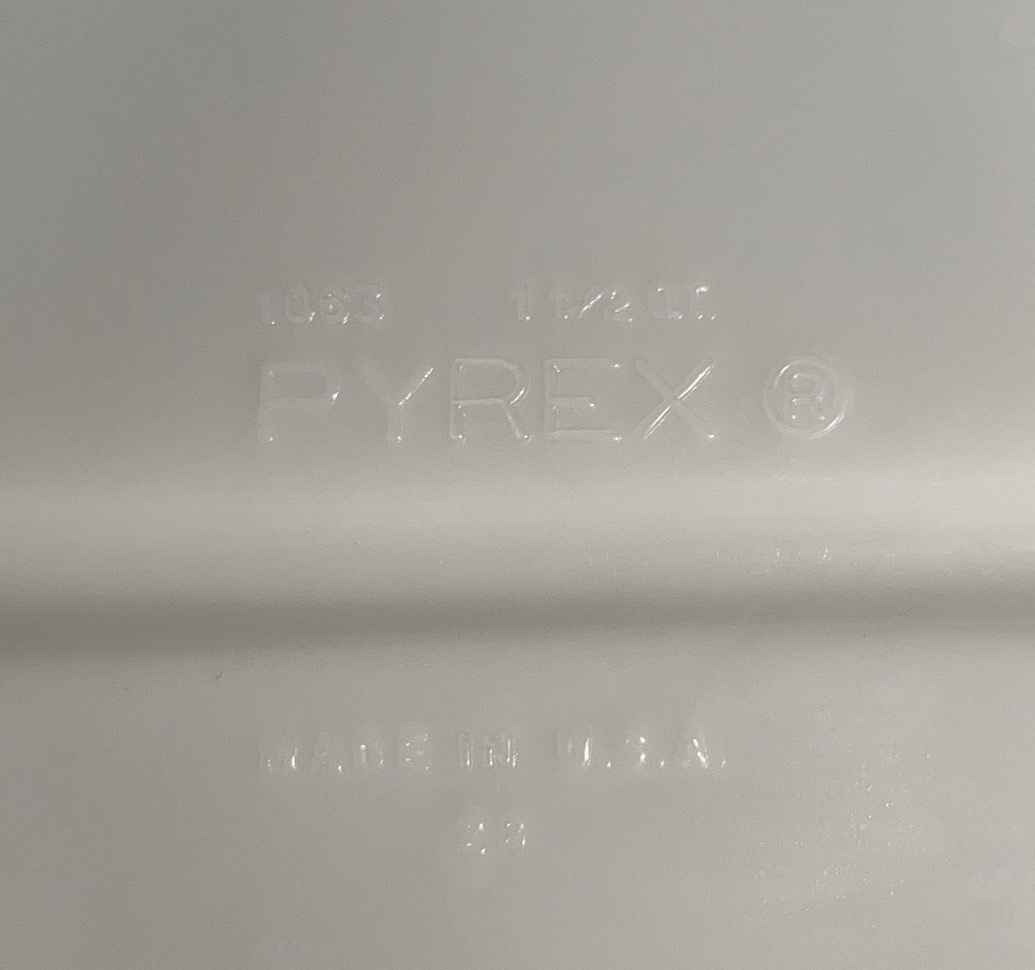 1063 1 1/2 QT.
PYREX ®
MADE IN U.S.A.